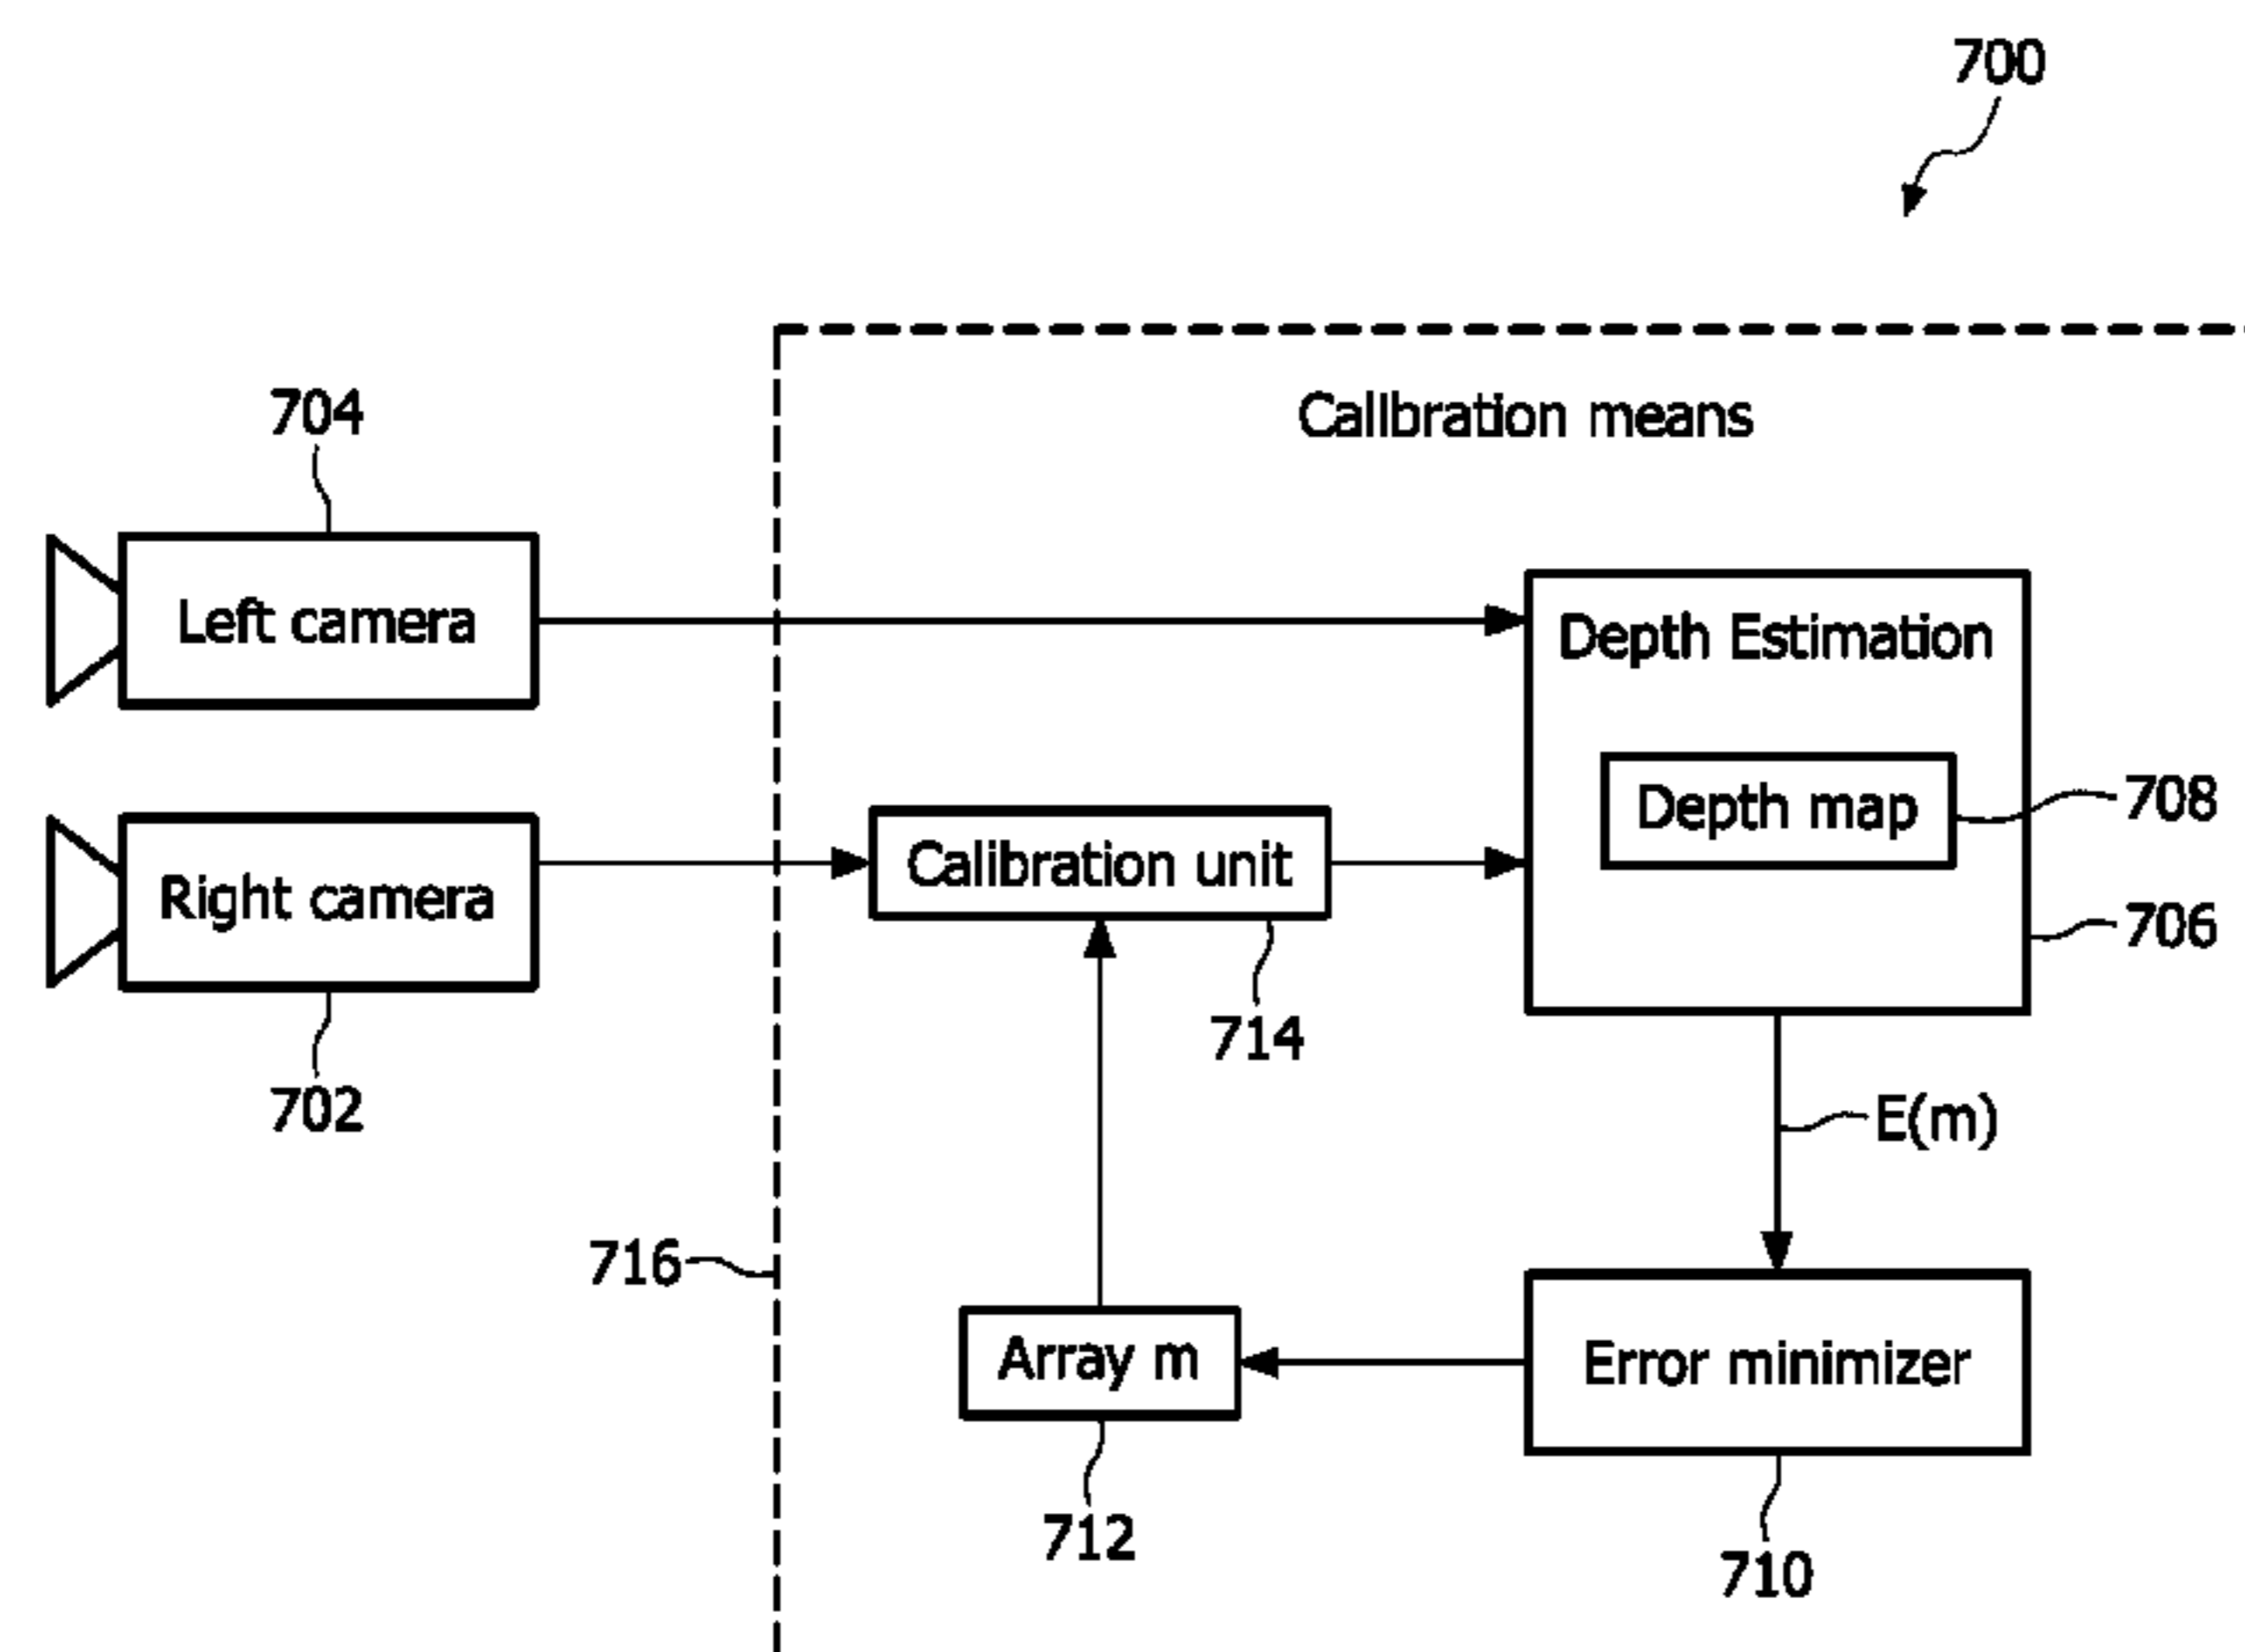 700
Calibration means
704
Left camera
Depth Estimation
Depth map
708
Calibration unit
Right camera
706
714
702
E(m)
716
Array m
Error minimizer
712
710